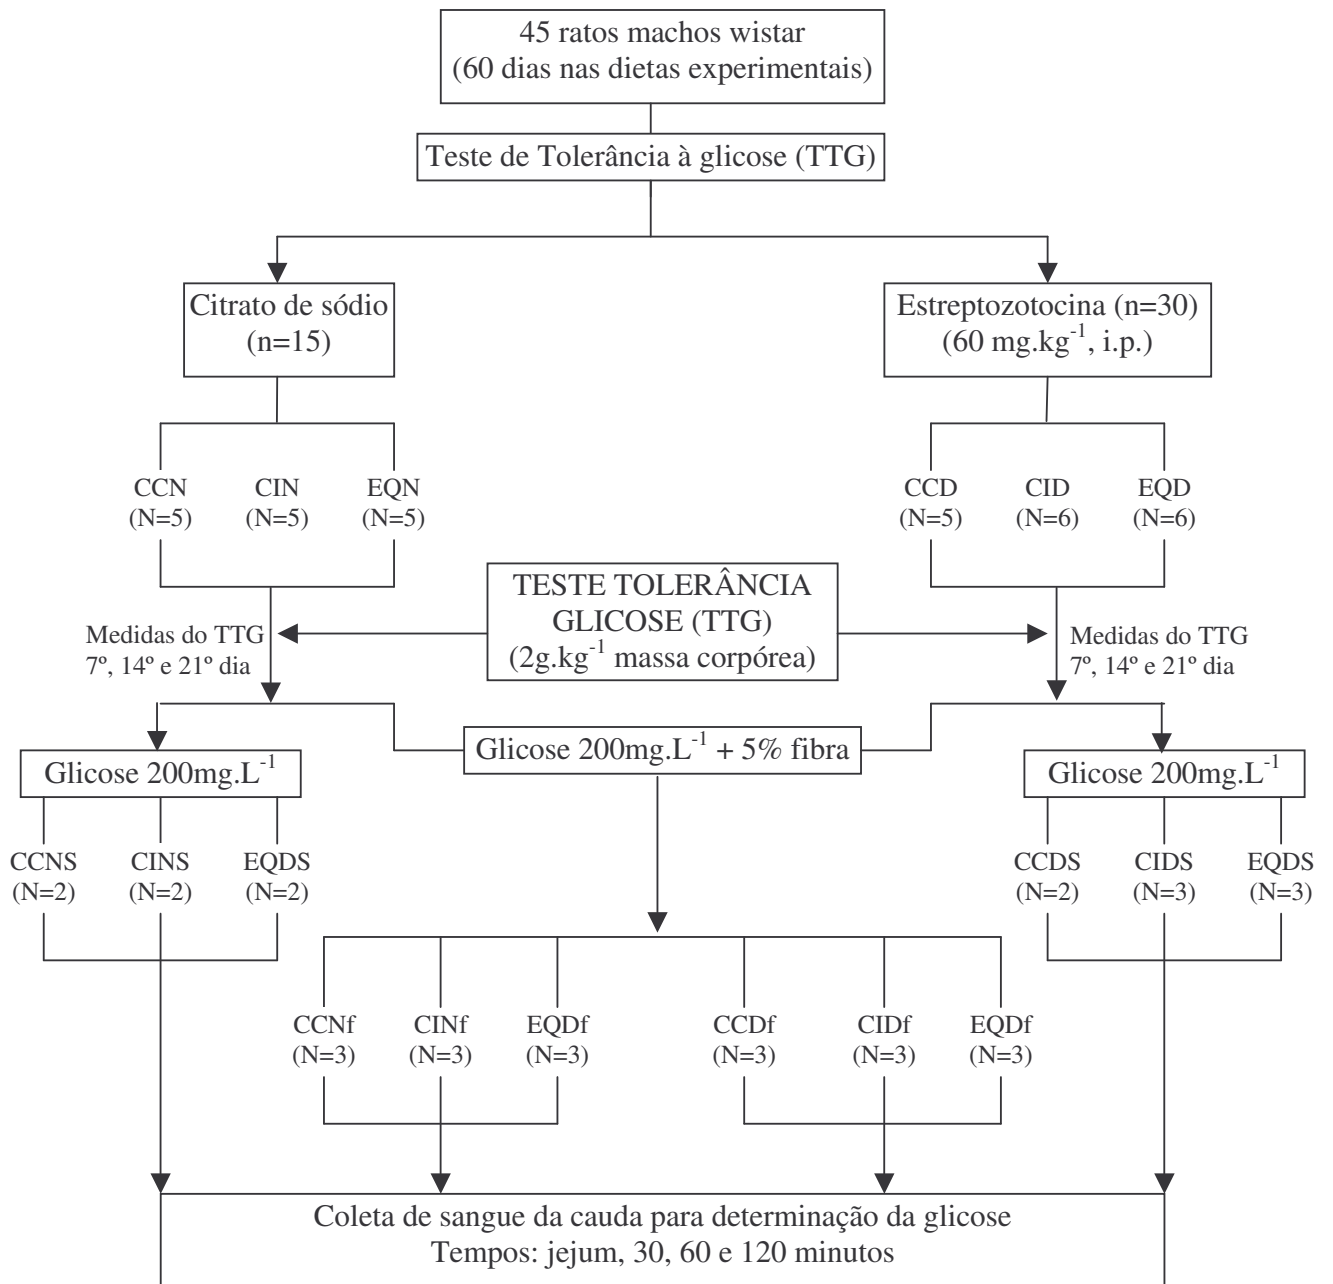 45 ratos machos wistar
(60 dias nas dietas experimentais)
Teste de Tolerância à glicose (TTG)
Citrato de sódio
(n=15)
Estreptozotocina (n=30)
(60 mg.kg⁻¹, i.p.)
CCN
(N=5)
CIN
(N=5)
EQN
(N=5)
CCD
(N=5)
CID
(N=6)
EQD
(N=6)
TESTE TOLERÂNCIA
GLICOSE (TTG)
(2g.kg⁻¹ massa corpórea)
Medidas do TTG
7º, 14º e 21º dia
Medidas do TTG
7º, 14º e 21º dia
Glicose 200mg.L⁻¹
Glicose 200mg.L⁻¹ + 5% fibra
Glicose 200mg.L⁻¹
CCNS
(N=2)
CINS
(N=2)
EQDS
(N=2)
CCDS
(N=2)
CIDS
(N=3)
EQDS
(N=3)
CCNf
(N=3)
CINf
(N=3)
EQDf
(N=3)
CCDf
(N=3)
CIDf
(N=3)
EQDf
(N=3)
Coleta de sangue da cauda para determinação da glicose
Tempos: jejum, 30, 60 e 120 minutos